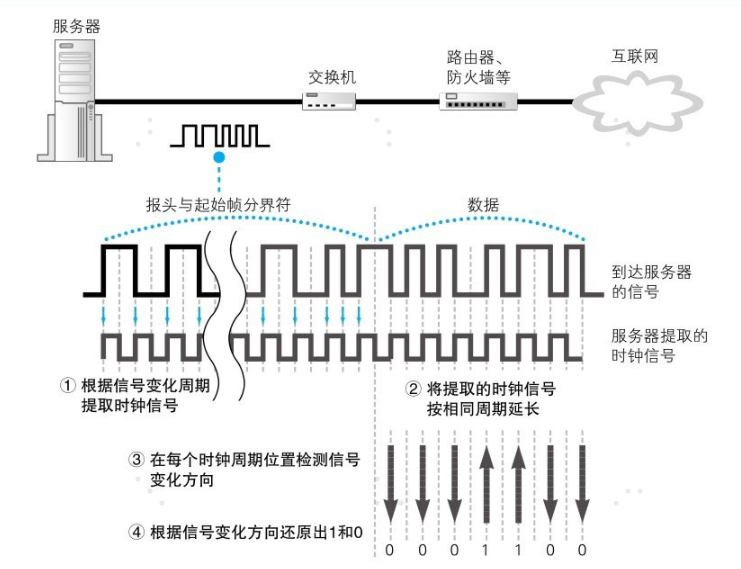 服务器
交换机
路由器、
防火墙等
互联网
报头与起始帧分界符
数据
到达服务器
的信号
服务器提取的
时钟信号
① 根据信号变化周期
提取时钟信号
② 将提取的时钟信号
按相同周期延长
③ 在每个时钟周期位置检测信号
变化方向
④ 根据信号变化方向还原出1和0
0 0 0 1 1 0 0